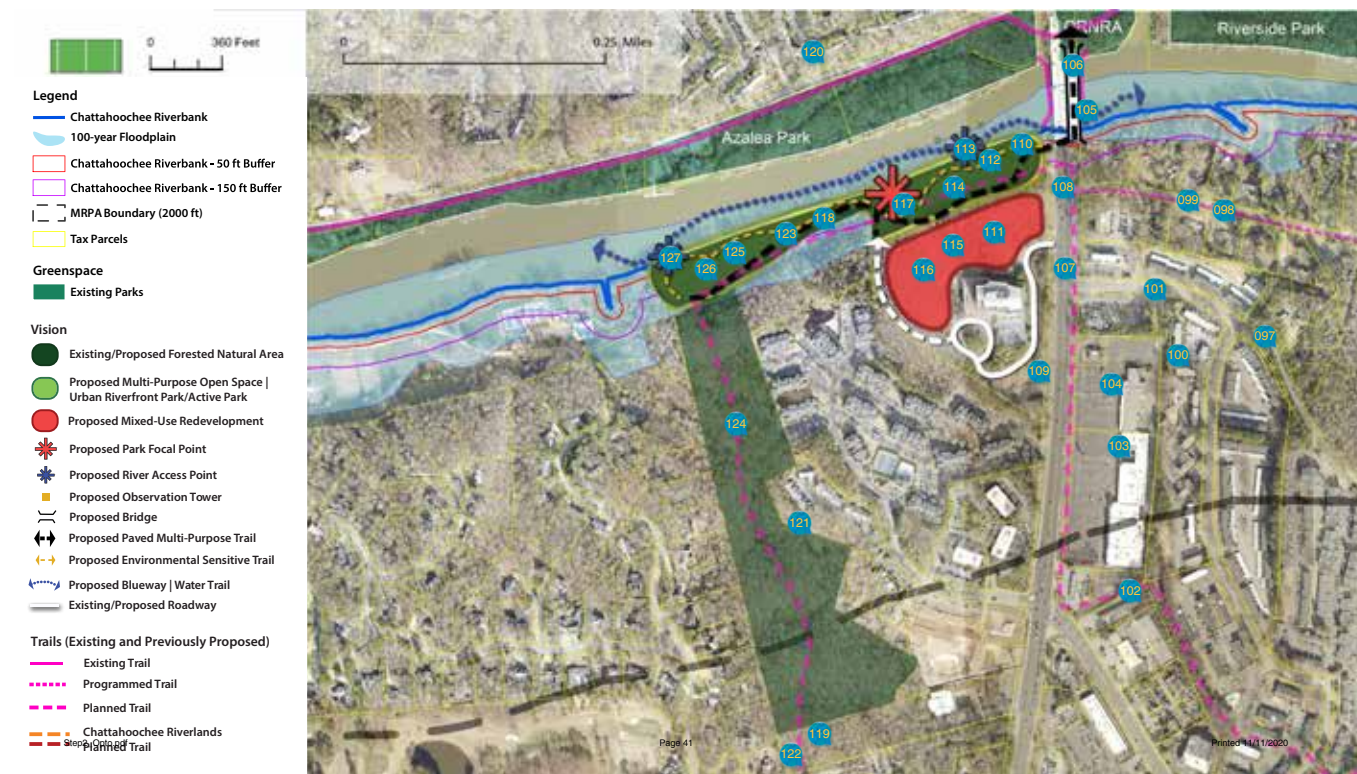 0 360 Feet
0 0.25 Miles
Legend
Chattahoochee Riverbank
100-year Floodplain
Chattahoochee Riverbank - 50 ft Buffer
Chattahoochee Riverbank - 150 ft Buffer
MRPA Boundary (2000 ft)
Tax Parcels
Greenspace
Existing Parks
Vision
Existing/Proposed Forested Natural Area
Proposed Multi-Purpose Open Space |
Urban Riverfront Park/Active Park
Proposed Mixed-Use Redevelopment
Proposed Park Focal Point
Proposed River Access Point
Proposed Observation Tower
Proposed Bridge
Proposed Paved Multi-Purpose Trail
Proposed Environmental Sensitive Trail
Proposed Blueway | Water Trail
Existing/Proposed Roadway
Trails (Existing and Previously Proposed)
Existing Trail
Programmed Trail
Planned Trail
Chattahoochee Riverlands
Planned Trail
CRNRA
Riverside Park
Azalea Park
120
106
105
113
110
112
114
108
117
118
099
098
123
111
115
125
127
126
116
107
101
097
100
109
104
124
103
121
102
119
122
Page 41
Printed 11/11/2020